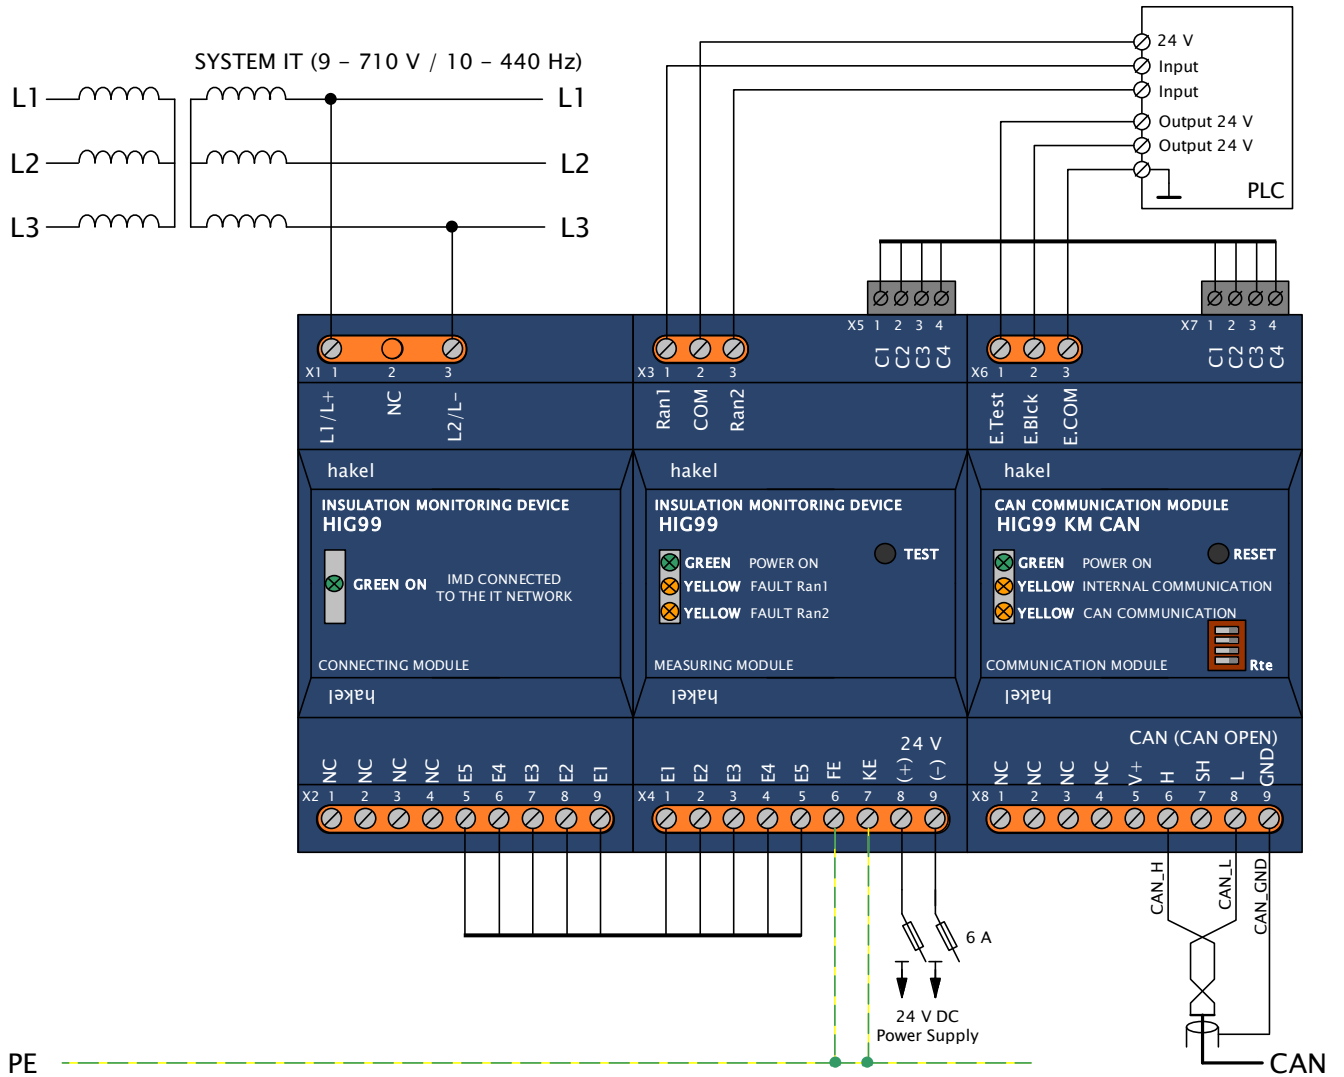 SYSTEM IT (9 – 710 V / 10 – 440 Hz)
L1 L1
L2 L2
L3 L3
24 V
Input
Input
Output 24 V
Output 24 V
PLC
X1 1 2 3
L1/L+ NC L2/L-
X3 1 2 3
Ran1 COM Ran2
X5 1 2 3 4
C1 C2 C3 C4
X6 1 2 3
E.Test E.Blck E.COM
X7 1 2 3 4
C1 C2 C3 C4
hakel
INSULATION MONITORING DEVICE
HIG99
GREEN ON IMD CONNECTED
TO THE IT NETWORK
CONNECTING MODULE
hakel
hakel
INSULATION MONITORING DEVICE
HIG99
TEST
GREEN POWER ON
YELLOW FAULT Ran1
YELLOW FAULT Ran2
MEASURING MODULE
hakel
hakel
CAN COMMUNICATION MODULE
HIG99 KM CAN
RESET
GREEN POWER ON
YELLOW INTERNAL COMMUNICATION
YELLOW CAN COMMUNICATION
COMMUNICATION MODULE
Rte
hakel
NC NC NC NC E5 E4 E3 E2 E1
X2 1 2 3 4 5 6 7 8 9
24 V
E1 E2 E3 E4 E5 FE KE (+) (-)
X4 1 2 3 4 5 6 7 8 9
CAN (CAN OPEN)
NC NC NC NC V+ H SH L GND
X8 1 2 3 4 5 6 7 8 9
CAN_H
CAN_L
CAN_GND
6 A
24 V DC
Power Supply
PE
CAN